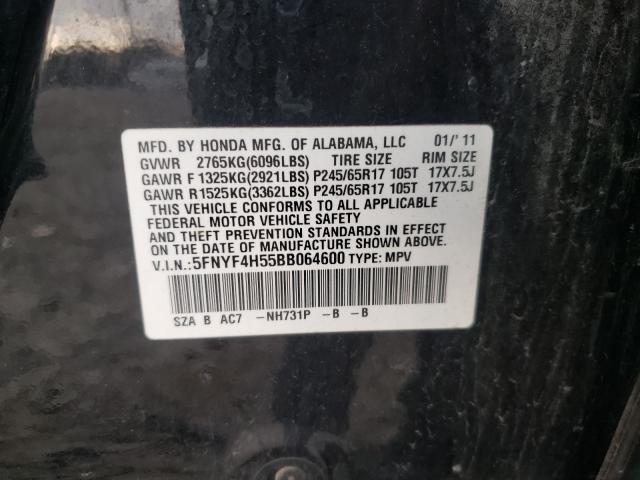 MFD. BY HONDA MFG. OF ALABAMA, LLC 01/'11
GVWR 2765KG(6096LBS) TIRE SIZE RIM SIZE
GAWR F 1325KG(2921LBS) P245/65R17 105T 17X7.5J
GAWR R1525KG(3362LBS) P245/65R17 105T 17X7.5J
THIS VEHICLE CONFORMS TO ALL APPLICABLE
FEDERAL MOTOR VEHICLE SAFETY
AND THEFT PREVENTION STANDARDS IN EFFECT
ON THE DATE OF MANUFACTURE SHOWN ABOVE.
V.I.N.:5FNYF4H55BB064600 TYPE: MPV
SZA B AC7 -NH731P -B -B